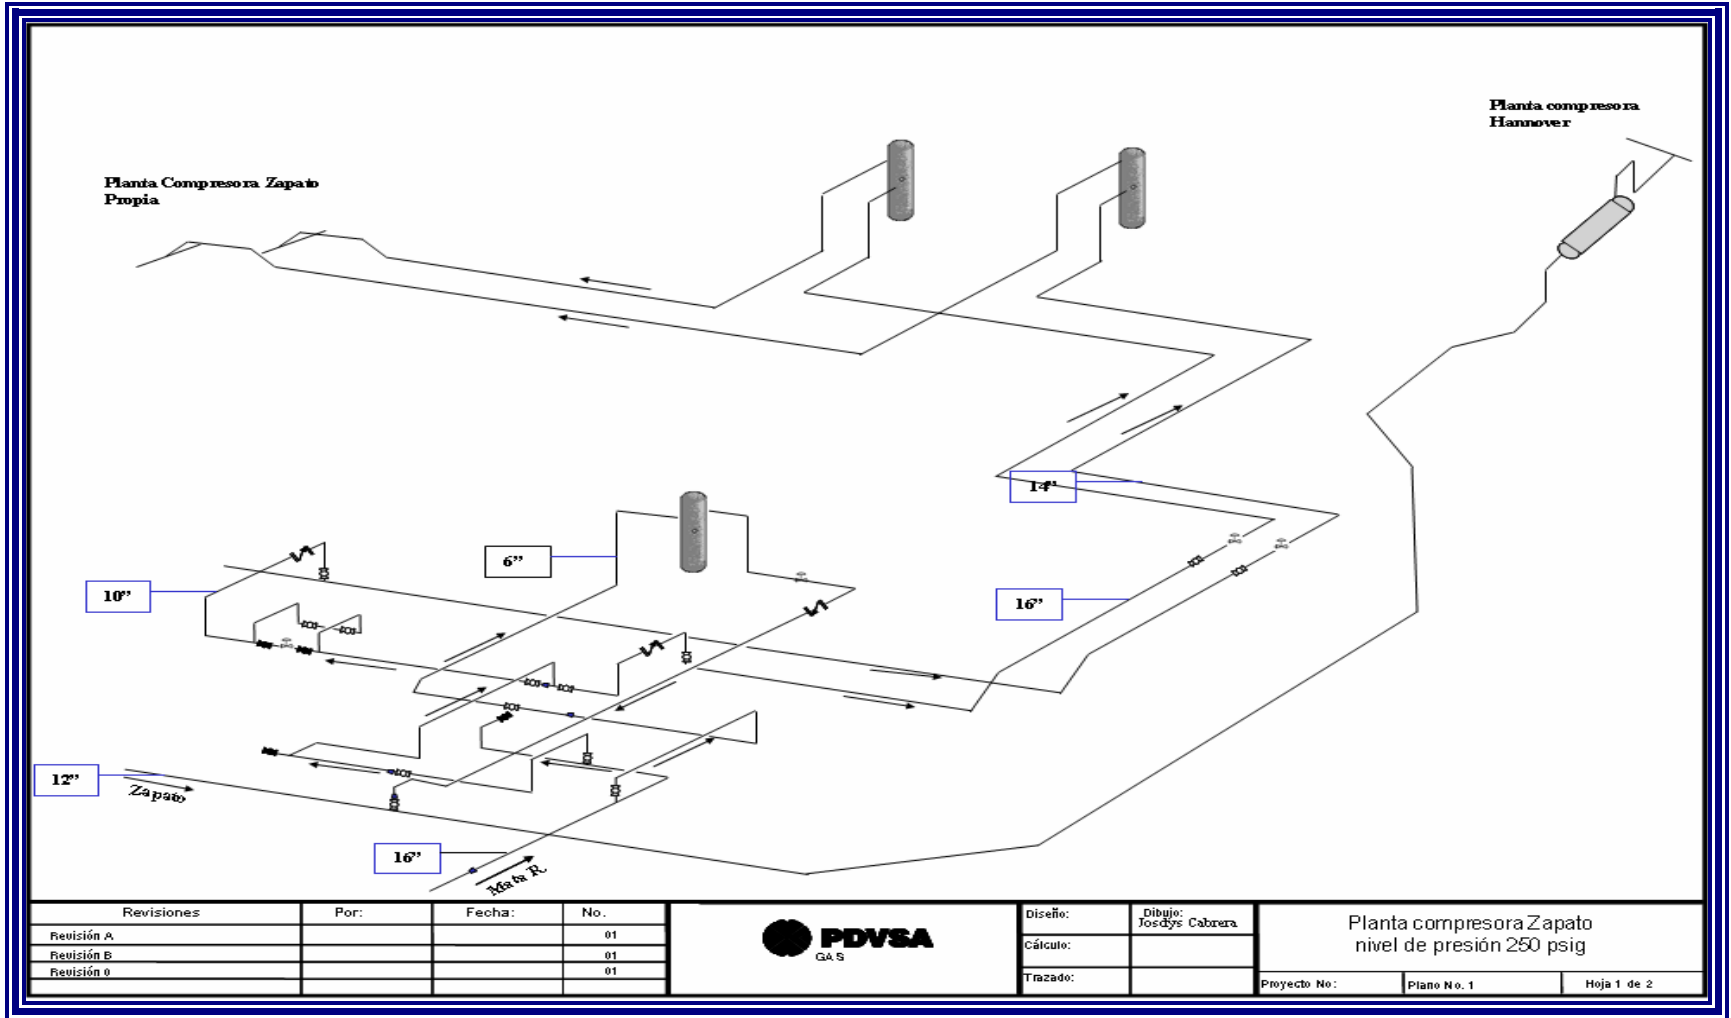 Planta compresora
Hannover
Planta Compresora Zapato
Propia
14”
6”
10”
16”
12”
Zapato
16”
Mata R
Revisiones
Por:
Fecha:
No.
Revisión A
01
Revisión B
01
Revisión 0
01
PDVSA
GAS
Diseño:
Cálculo:
Trazado:
Dibujo:
Josdys Cabrera
Planta compresora Zapato
nivel de presión 250 psig
Proyecto No:
Plano No. 1
Hoja 1 de 2